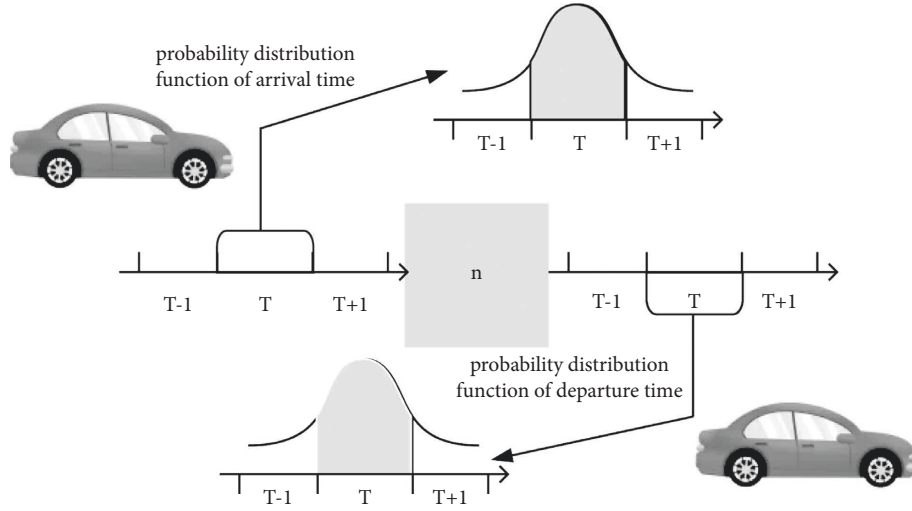 probability distribution
function of arrival time
T-1 T T+1
T-1 T T+1
n
T-1 T T+1
probability distribution
function of departure time
T-1 T T+1